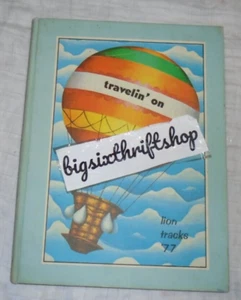 travelin' on
bigsixthriftshop
lion
tracks
'77